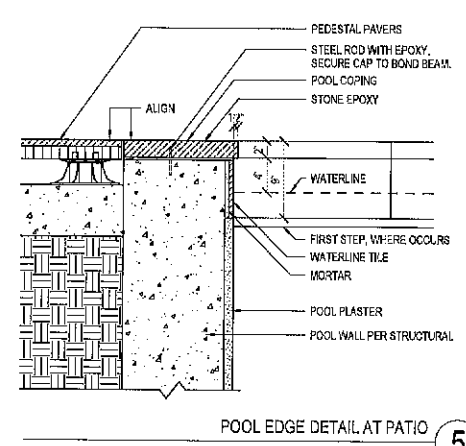 PEDESTAL PAVERS
STEEL ROD WITH EPOXY,
SECURE CAP TO BOND BEAM.
POOL COPING
STONE EPOXY
ALIGN
2"
4"
WATERLINE
FIRST STEP, WHERE OCCURS
WATERLINE TILE
MORTAR
POOL PLASTER
POOL WALL PER STRUCTURAL
POOL EDGE DETAIL AT PATIO
5